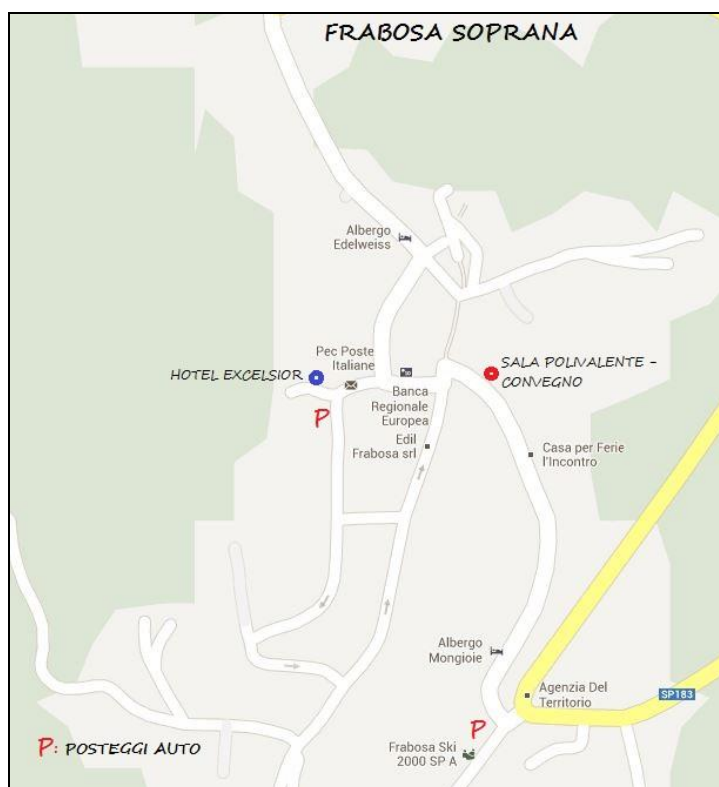 FRABOSA SOPRANA
Albergo
Edelweiss
Pec Poste
Italiane
HOTEL EXCELSIOR
SALA POLIVALENTE -
CONVEGNO
Banca
Regionale
Europea
P
Edil
Frabosa srl
Casa per Ferie
l'Incontro
Albergo
Mongioie
Agenzia Del
Territorio
SP183
P
P: POSTEGGI AUTO
Frabosa Ski
2000 SP A